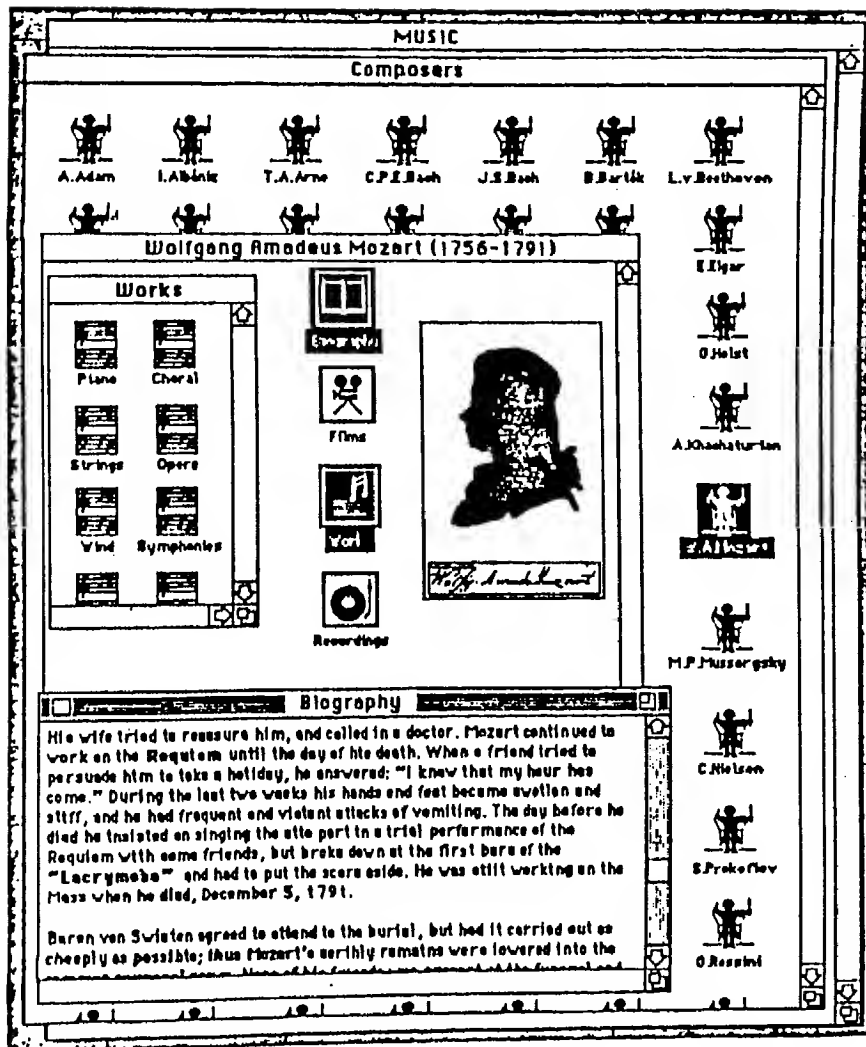 MUSIC
Composers
A.Adam I.Albéniz T.A.Arne C.P.E.Bach J.S.Bach B.Bartók L.v.Beethoven
Wolfgang Amadeus Mozart (1756-1791)
E.Elgar
Works
Biography
G.Holst
Piano Choral
Films
A.Khachaturian
Strings Opera
Wind Symphonies
Work
W.A.Mozart
Recordings
M.P.Mussorgsky
Biography
His wife tried to reassure him, and called in a doctor. Mozart continued to
work on the Requiem until the day of his death. When a friend tried to
persuade him to take a holiday, he answered: "I know that my hour has
come." During the last two weeks his hands and feet became swollen and
stiff, and he had frequent and violent attacks of vomiting. The day before he
died he insisted on singing the alto part in a trial performance of the
Requiem with some friends, but broke down at the first bars of the
"Lacrymosa" and had to put the score aside. He was still working on the
Mass when he died, December 5, 1791.
Baron van Swieten agreed to attend to the burial, but had it carried out as
cheaply as possible; thus Mozart's earthly remains were lowered into the
C.Nielsen
S.Prokofiev
G.Rossini